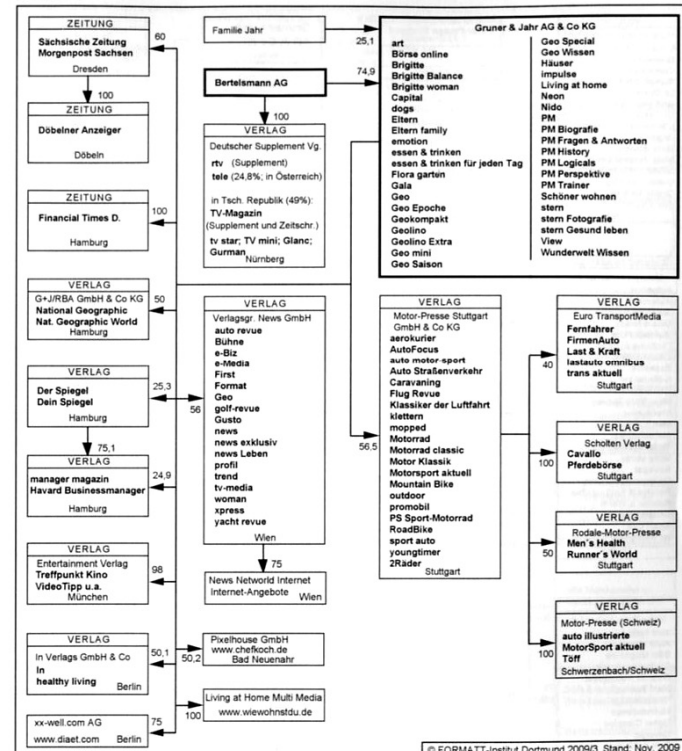 ZEITUNG
Sächsische Zeitung
Morgenpost Sachsen
Dresden
60
100
ZEITUNG
Döbelner Anzeiger
Döbeln
ZEITUNG
Financial Times D.
Hamburg
100
VERLAG
G+J/RBA GmbH & Co KG
National Geographic
Nat. Geographic World
Hamburg
50
VERLAG
Der Spiegel
Dein Spiegel
Hamburg
25,3
75,1
VERLAG
manager magazin
Havard Businessmanager
Hamburg
24,9
VERLAG
Entertainment Verlag
Treffpunkt Kino
VideoTipp u.a.
München
98
VERLAG
In Verlags GmbH & Co
In
healthy living
Berlin
50,1
xx-well.com AG
www.diaet.com Berlin
75
Familie Jahr
25,1
Bertelsmann AG
74,9
100
VERLAG
Deutscher Supplement Vg.
rtv (Supplement)
tele (24,8%; in Österreich)
in Tsch. Republik (49%):
TV-Magazin
(Supplement und Zeitschr.)
tv star; TV mini; Glanc;
Gurman
Nürnberg
56
VERLAG
Verlagsgr. News GmbH
auto revue
Bühne
e-Biz
e-Media
First
Format
Geo
golf-revue
Gusto
news
news exklusiv
news Leben
profil
trend
tv-media
woman
xpress
yacht revue
Wien
75
News Networld Internet
Internet-Angebote Wien
50,2
Pixelhouse GmbH
www.chefkoch.de
Bad Neuenahr
100
Living at Home Multi Media
www.wiewohnstdu.de
Gruner & Jahr AG & Co KG
art
Börse online
Brigitte
Brigitte Balance
Brigitte woman
Capital
dogs
Eltern
Eltern family
emotion
essen & trinken
essen & trinken für jeden Tag
Flora garten
Gala
Geo
Geo Epoche
Geokompakt
Geolino
Geolino Extra
Geo mini
Geo Saison
Geo Special
Geo Wissen
Häuser
impulse
Living at home
Neon
Nido
PM
PM Biografie
PM Fragen & Antworten
PM History
PM Logicals
PM Perspektive
PM Trainer
Schöner wohnen
stern
stern Fotografie
stern Gesund leben
View
Wunderwelt Wissen
56,5
VERLAG
Motor-Presse Stuttgart
GmbH & Co KG
aerokurier
AutoFocus
auto motor sport
Auto Straßenverkehr
Caravaning
Flug Revue
Klassiker der Luftfahrt
klettern
mopped
Motorrad
Motorrad classic
Motor Klassik
Motorsport aktuell
Mountain Bike
outdoor
promobil
PS Sport-Motorrad
RoadBike
sport auto
youngtimer
2Räder
Stuttgart
40
VERLAG
Euro TransportMedia
Fernfahrer
FirmenAuto
Last & Kraft
lastauto omnibus
trans aktuell
Stuttgart
100
VERLAG
Scholten Verlag
Cavallo
Pferdebörse
Stuttgart
50
VERLAG
Rodale-Motor-Presse
Men´s Health
Runner´s World
Stuttgart
100
VERLAG
Motor-Presse (Schweiz)
auto illustrierte
MotorSport aktuell
Töff
Schwerzenbach/Schweiz
© FORMATT-Institut Dortmund 2009/3 Stand: Nov. 2009